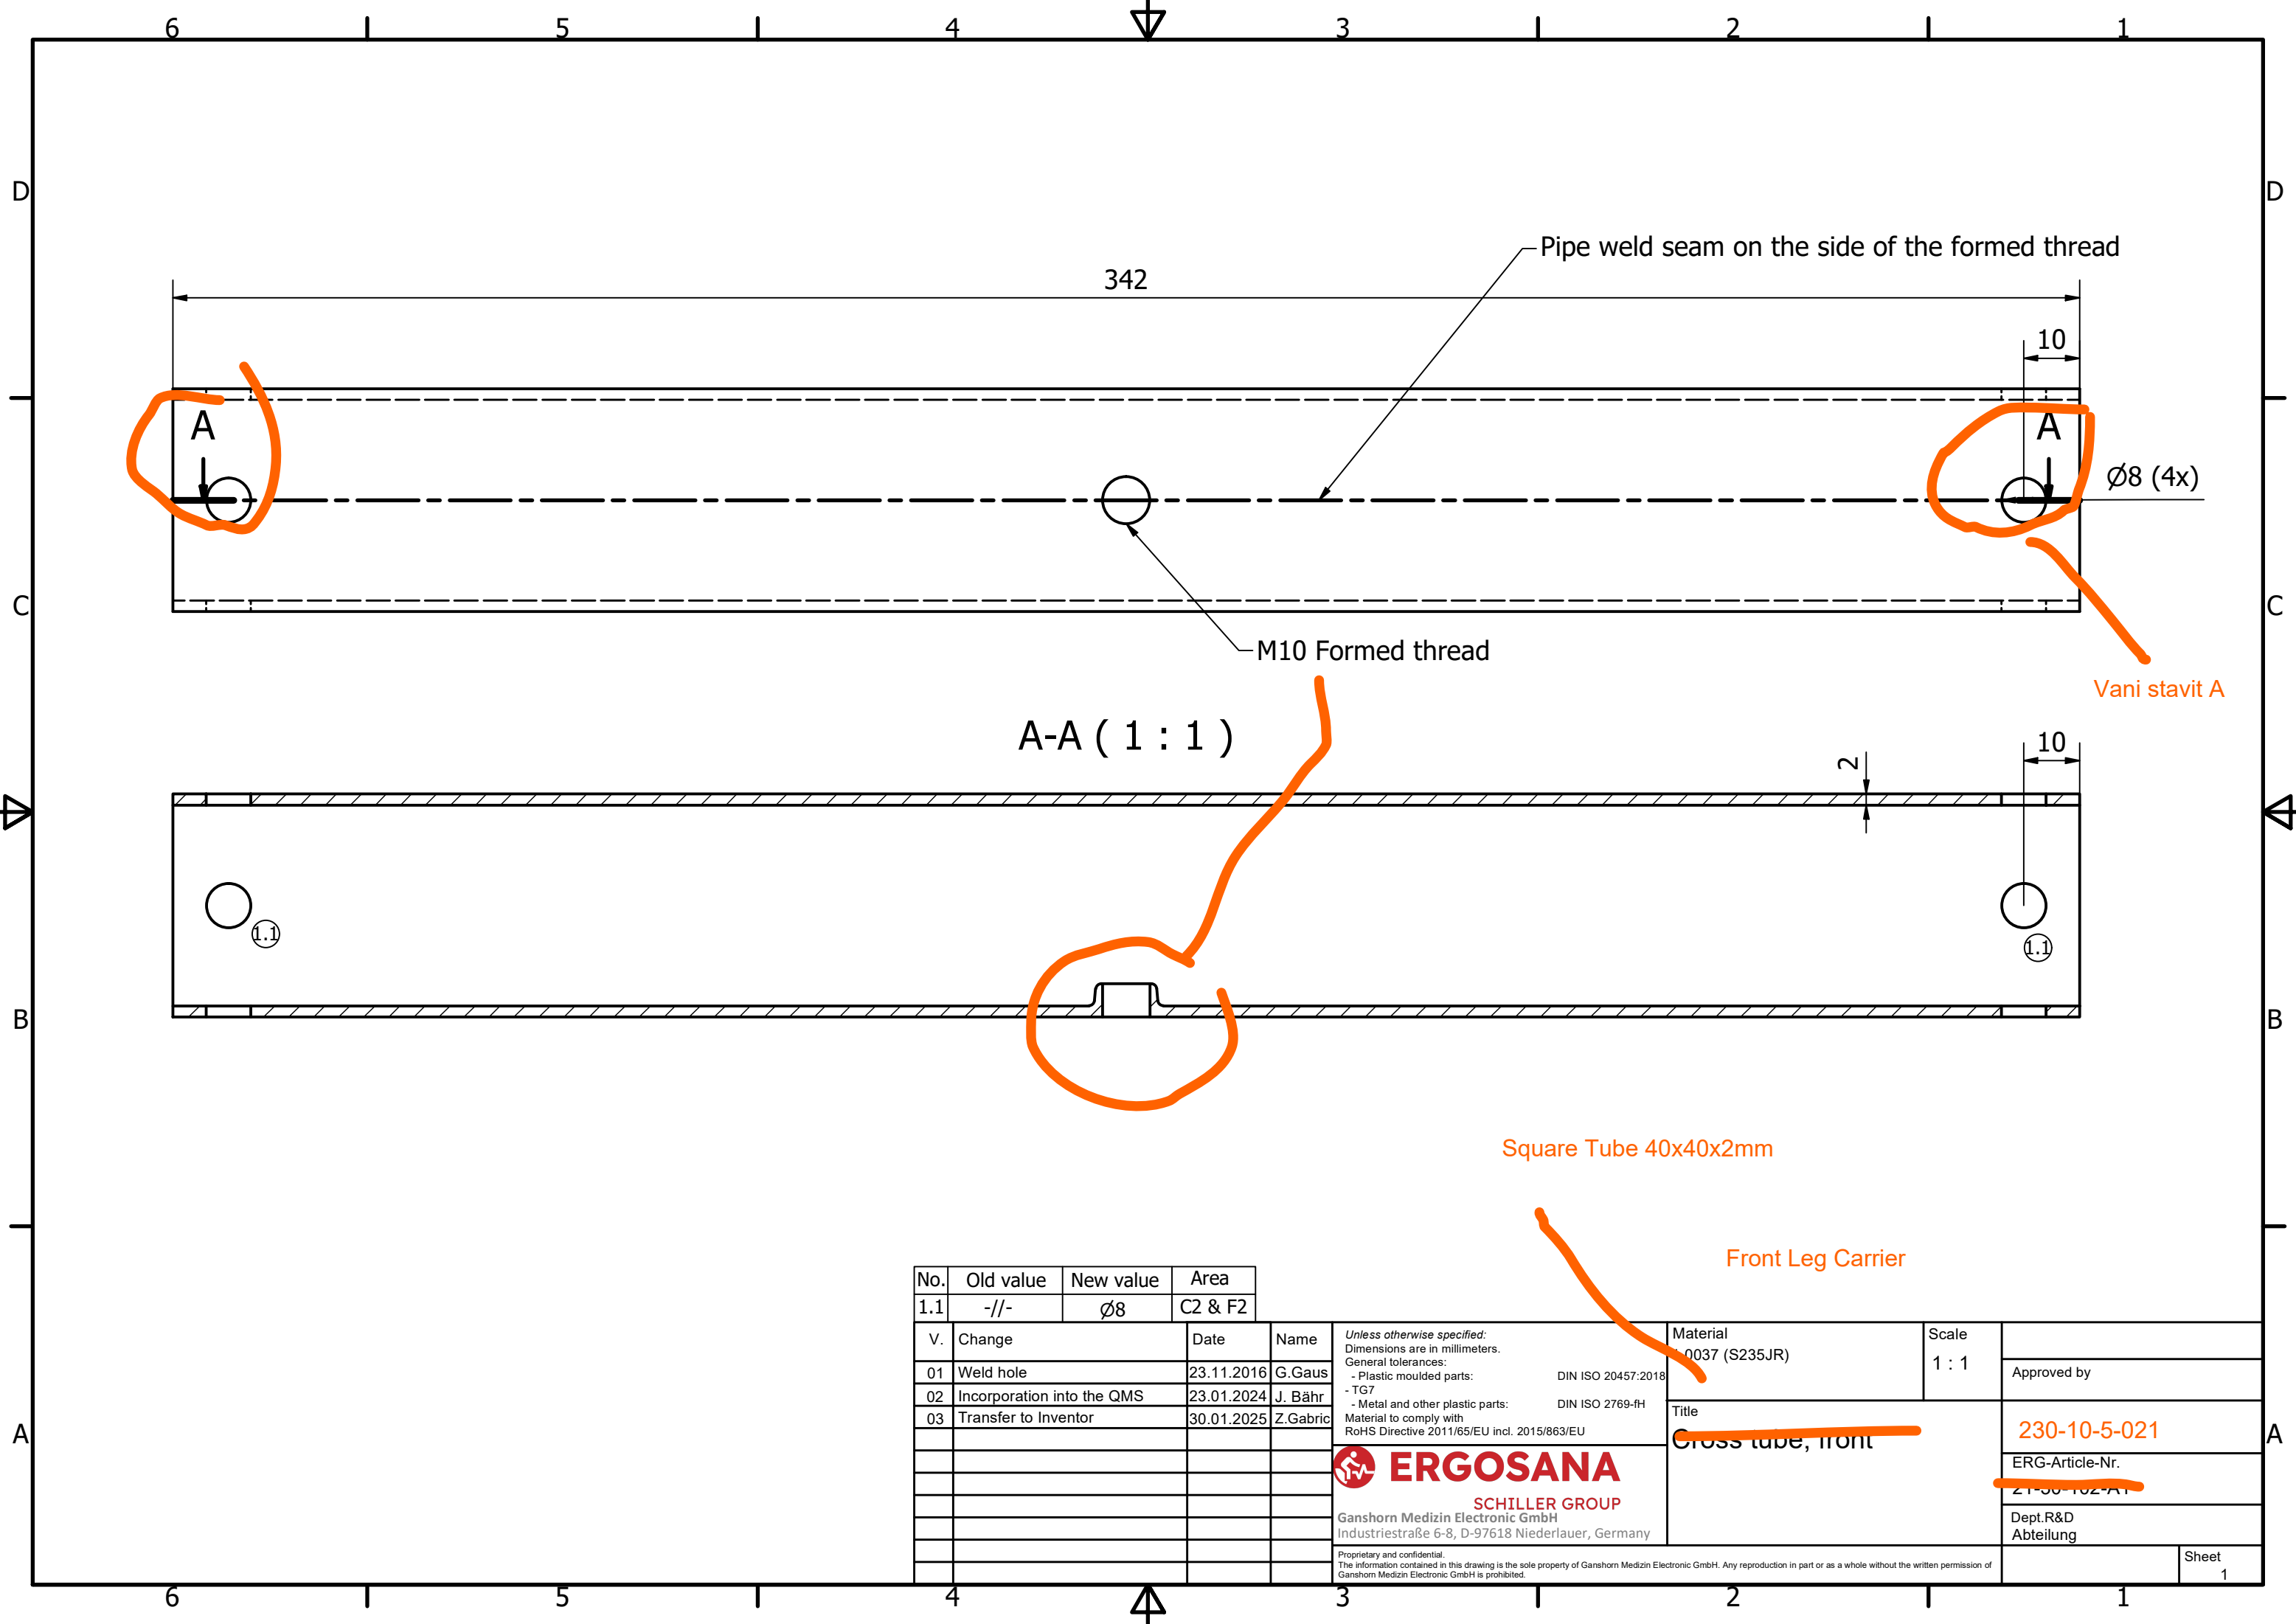 6 5 4 3 2 1
D D
Pipe weld seam on the side of the formed thread
342
10
A A
Ø8 (4x)
C C
M10 Formed thread
Vani stavit A
A-A ( 1 : 1 )
10
2
1.1 1.1
B B
Square Tube 40x40x2mm
Front Leg Carrier
No. Old value New value Area
1.1 -//- Ø8 C2 & F2
V. Change Date Name
01 Weld hole 23.11.2016 G.Gaus
02 Incorporation into the QMS 23.01.2024 J. Bähr
03 Transfer to Inventor 30.01.2025 Z.Gabric
Unless otherwise specified:
Dimensions are in millimeters.
General tolerances:
- Plastic moulded parts: DIN ISO 20457:2018
- TG7
- Metal and other plastic parts: DIN ISO 2769-fH
Material to comply with
RoHS Directive 2011/65/EU incl. 2015/863/EU
Material
0037 (S235JR)
Scale
1 : 1
Approved by
Title
Cross tube, front
230-10-5-021
ERG-Article-Nr.
A A
ERGOSANA
SCHILLER GROUP
Ganshorn Medizin Electronic GmbH
Industriestraße 6-8, D-97618 Niederlauer, Germany
Dept.R&D
Abteilung
Proprietary and confidential.
The information contained in this drawing is the sole property of Ganshorn Medizin Electronic GmbH. Any reproduction in part or as a whole without the written permission of
Ganshorn Medizin Electronic GmbH is prohibited.
Sheet
1
6 5 4 3 2 1